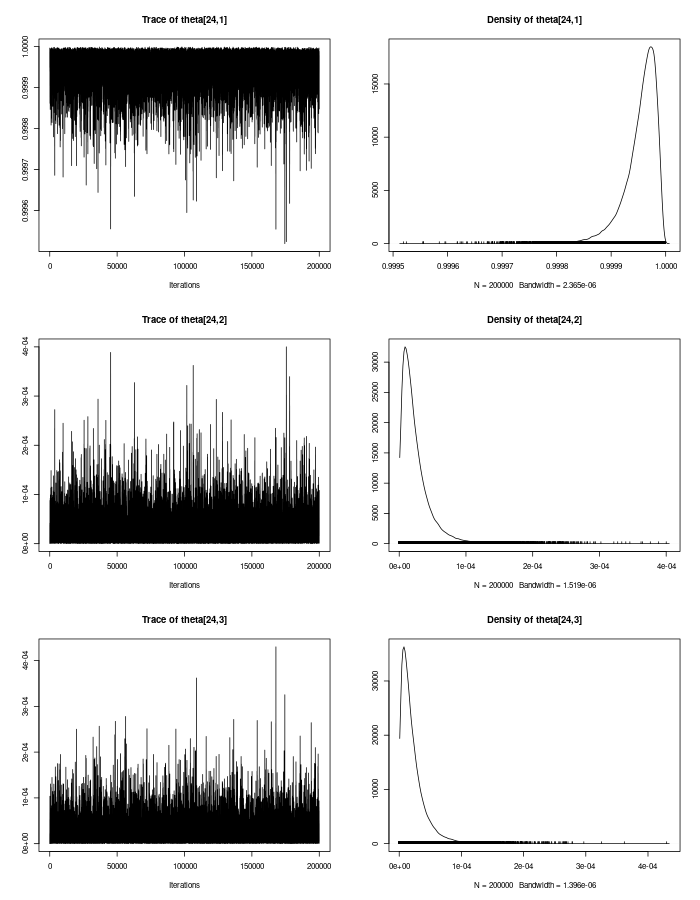 Trace of theta[24,1]
1.0000
0.9999
0.9998
0.9997
0.9996
0 50000 100000 150000 200000
Iterations
Density of theta[24,1]
15000
10000
5000
0
0.9995 0.9996 0.9997 0.9998 0.9999 1.0000
N = 200000 Bandwidth = 2.365e-06
Trace of theta[24,2]
4e-04
3e-04
2e-04
1e-04
0e+00
0 50000 100000 150000 200000
Iterations
Density of theta[24,2]
30000
25000
20000
15000
10000
5000
0
0e+00 1e-04 2e-04 3e-04 4e-04
N = 200000 Bandwidth = 1.519e-06
Trace of theta[24,3]
4e-04
3e-04
2e-04
1e-04
0e+00
0 50000 100000 150000 200000
Iterations
Density of theta[24,3]
30000
20000
10000
0
0e+00 1e-04 2e-04 3e-04 4e-04
N = 200000 Bandwidth = 1.396e-06